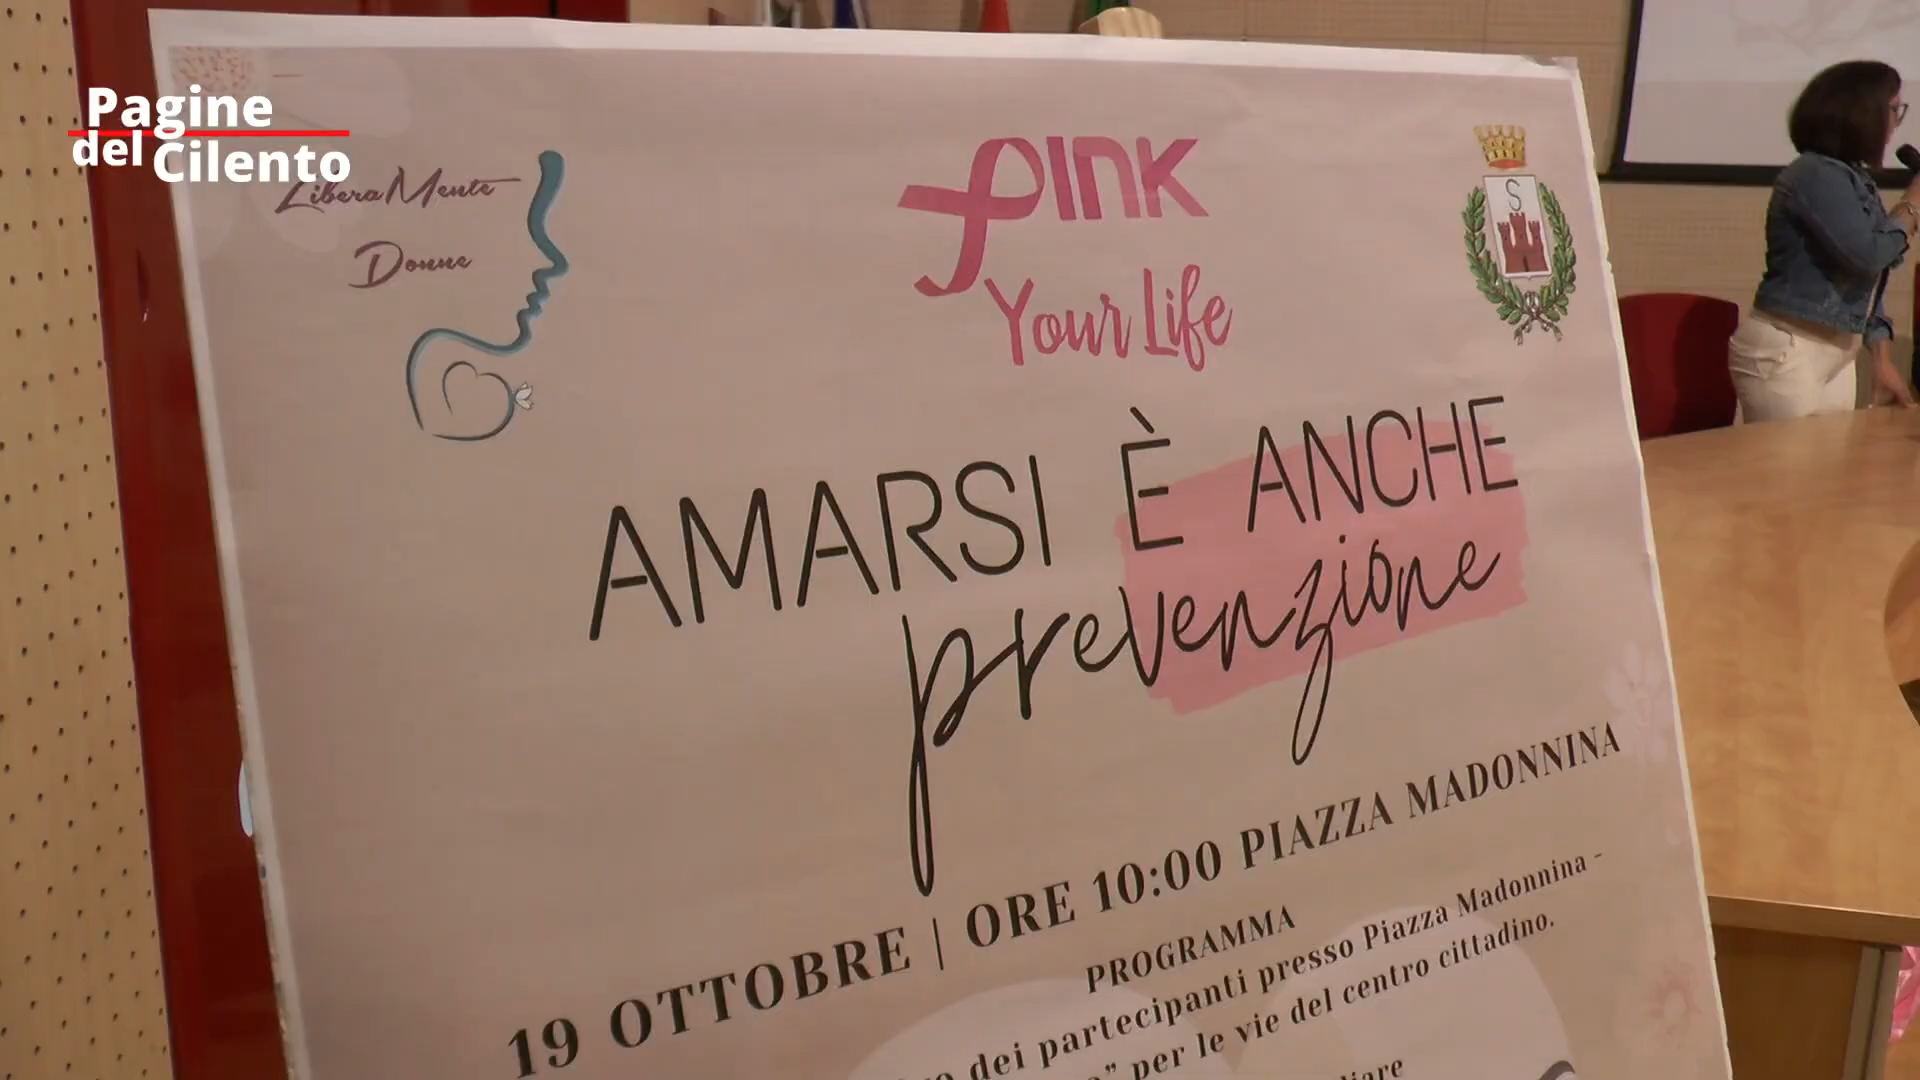 Pagine
del Cilento
LiberaMente
Donne
PINK
Your Life
S
AMARSI È ANCHE
prevenzione
19 OTTOBRE | ORE 10:00 PIAZZA MADONNINA
PROGRAMMA
dei partecipanti presso Piazza Madonnina -
” per le vie del centro cittadino.